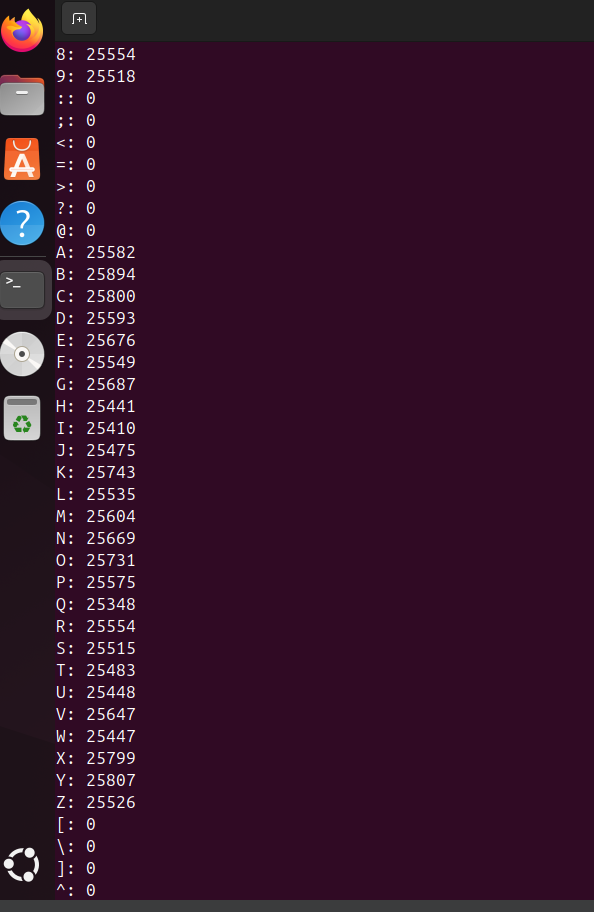 8: 25554
9: 25518
:: 0
;: 0
<: 0
=: 0
>: 0
?: 0
@: 0
A: 25582
B: 25894
C: 25800
D: 25593
E: 25676
F: 25549
G: 25687
H: 25441
I: 25410
J: 25475
K: 25743
L: 25535
M: 25604
N: 25669
O: 25731
P: 25575
Q: 25348
R: 25554
S: 25515
T: 25483
U: 25448
V: 25647
W: 25447
X: 25799
Y: 25807
Z: 25526
[: 0
\: 0
]: 0
^: 0